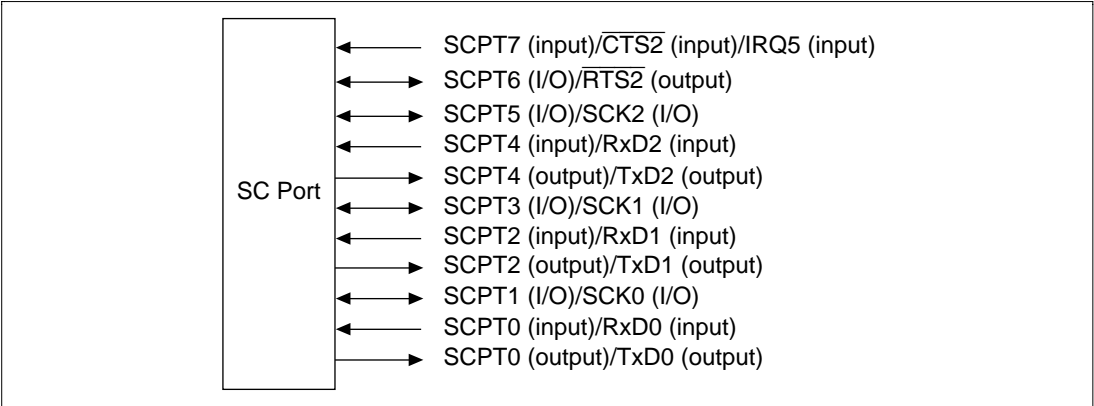 SCPT7 (input)/C̅T̅S̅2̅ (input)/IRQ5 (input)
SCPT6 (I/O)/R̅T̅S̅2̅ (output)
SCPT5 (I/O)/SCK2 (I/O)
SCPT4 (input)/RxD2 (input)
SC Port
SCPT4 (output)/TxD2 (output)
SCPT3 (I/O)/SCK1 (I/O)
SCPT2 (input)/RxD1 (input)
SCPT2 (output)/TxD1 (output)
SCPT1 (I/O)/SCK0 (I/O)
SCPT0 (input)/RxD0 (input)
SCPT0 (output)/TxD0 (output)